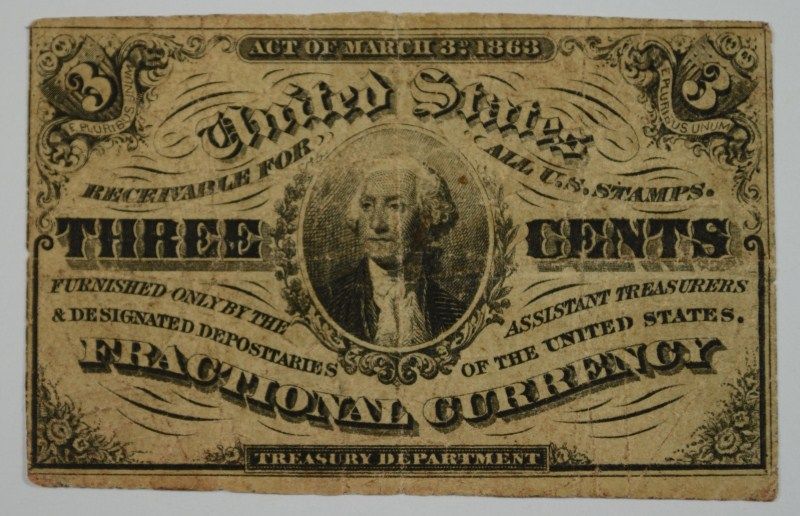 ACT OF MARCH 3D. 1863
3 3
E PLURIBUS UNUM E PLURIBUS UNUM
United States
RECEIVABLE FOR ALL U.S. STAMPS.
THREE CENTS
FURNISHED ONLY BY THE ASSISTANT TREASURERS
& DESIGNATED DEPOSITARIES OF THE UNITED STATES.
FRACTIONAL CURRENCY
TREASURY DEPARTMENT